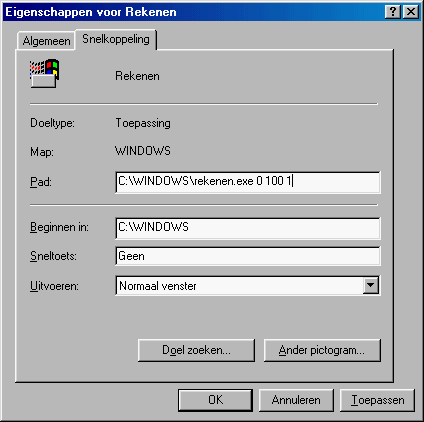 Eigenschappen voor Rekenen
Algemeen Snelkoppeling
Rekenen
Doeltype: Toepassing
Map: WINDOWS
Pad: C:\WINDOWS\rekenen.exe 0 100 1
Beginnen in: C:\WINDOWS
Sneltoets: Geen
Uitvoeren: Normaal venster
Doel zoeken... Ander pictogram...
OK Annuleren Toepassen